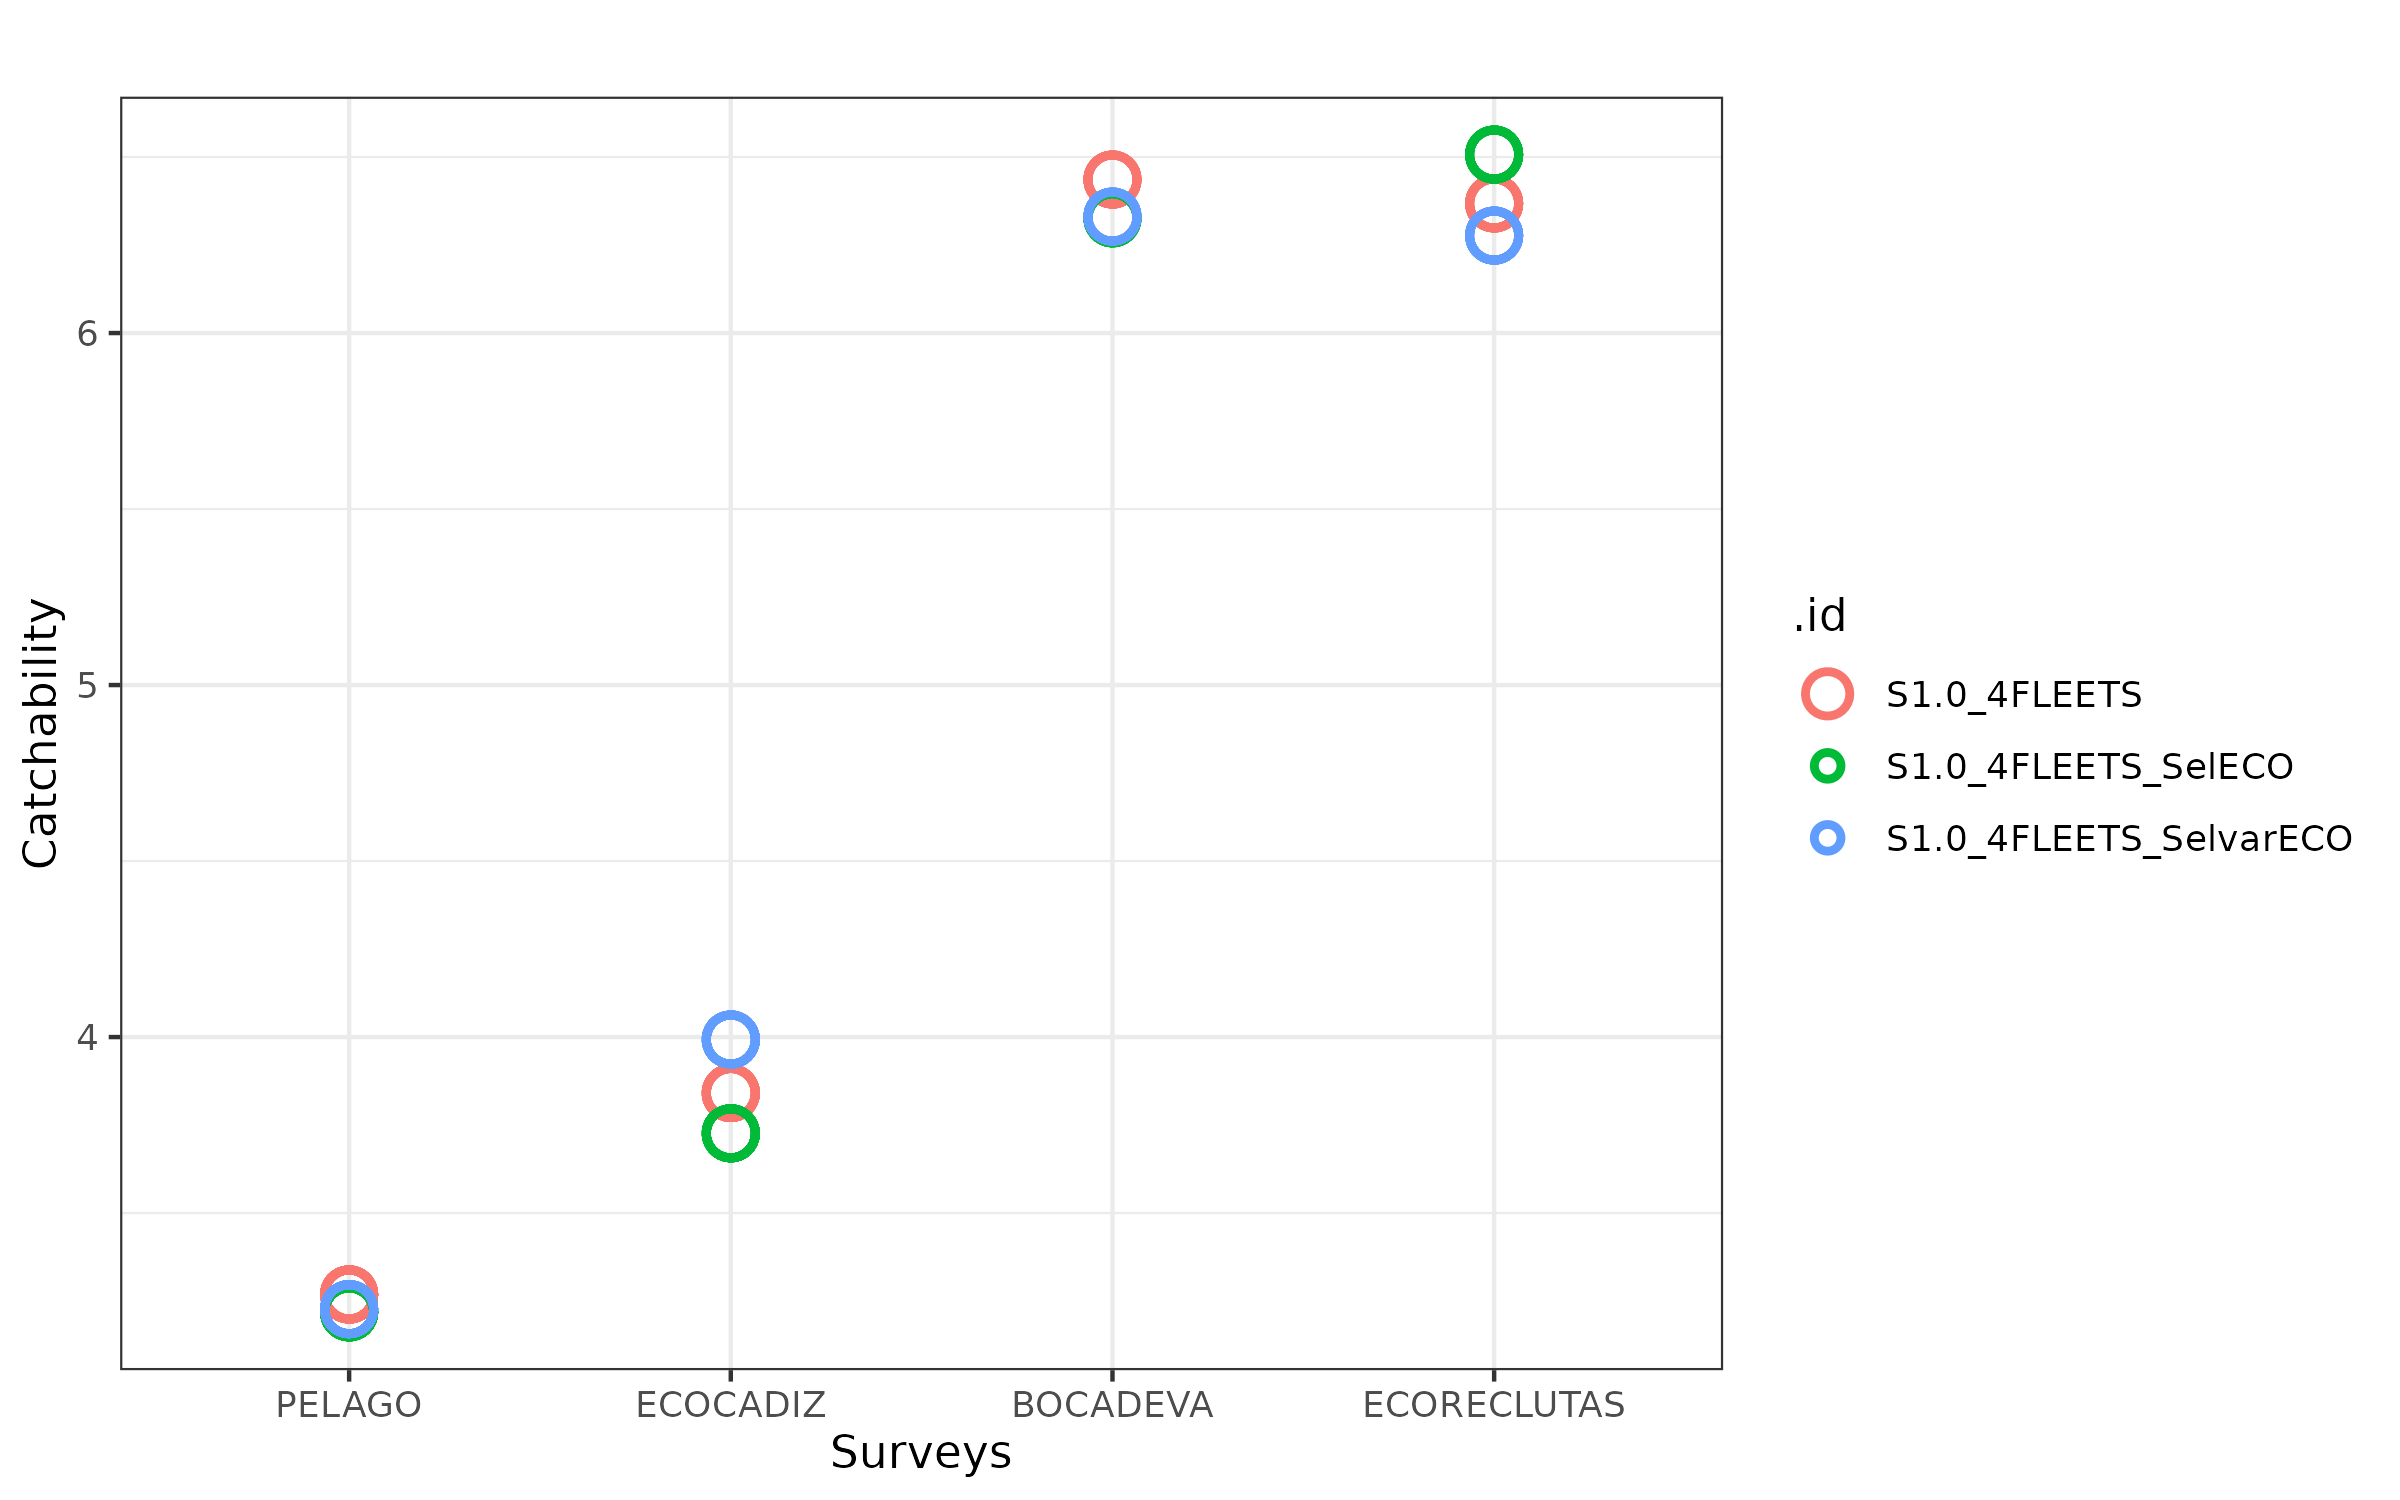 Catchability
6
5
4
PELAGO
ECOCADIZ
BOCADEVA
ECORECLUTAS
Surveys
.id
S1.0_4FLEETS
S1.0_4FLEETS_SelECO
S1.0_4FLEETS_SelvarECO